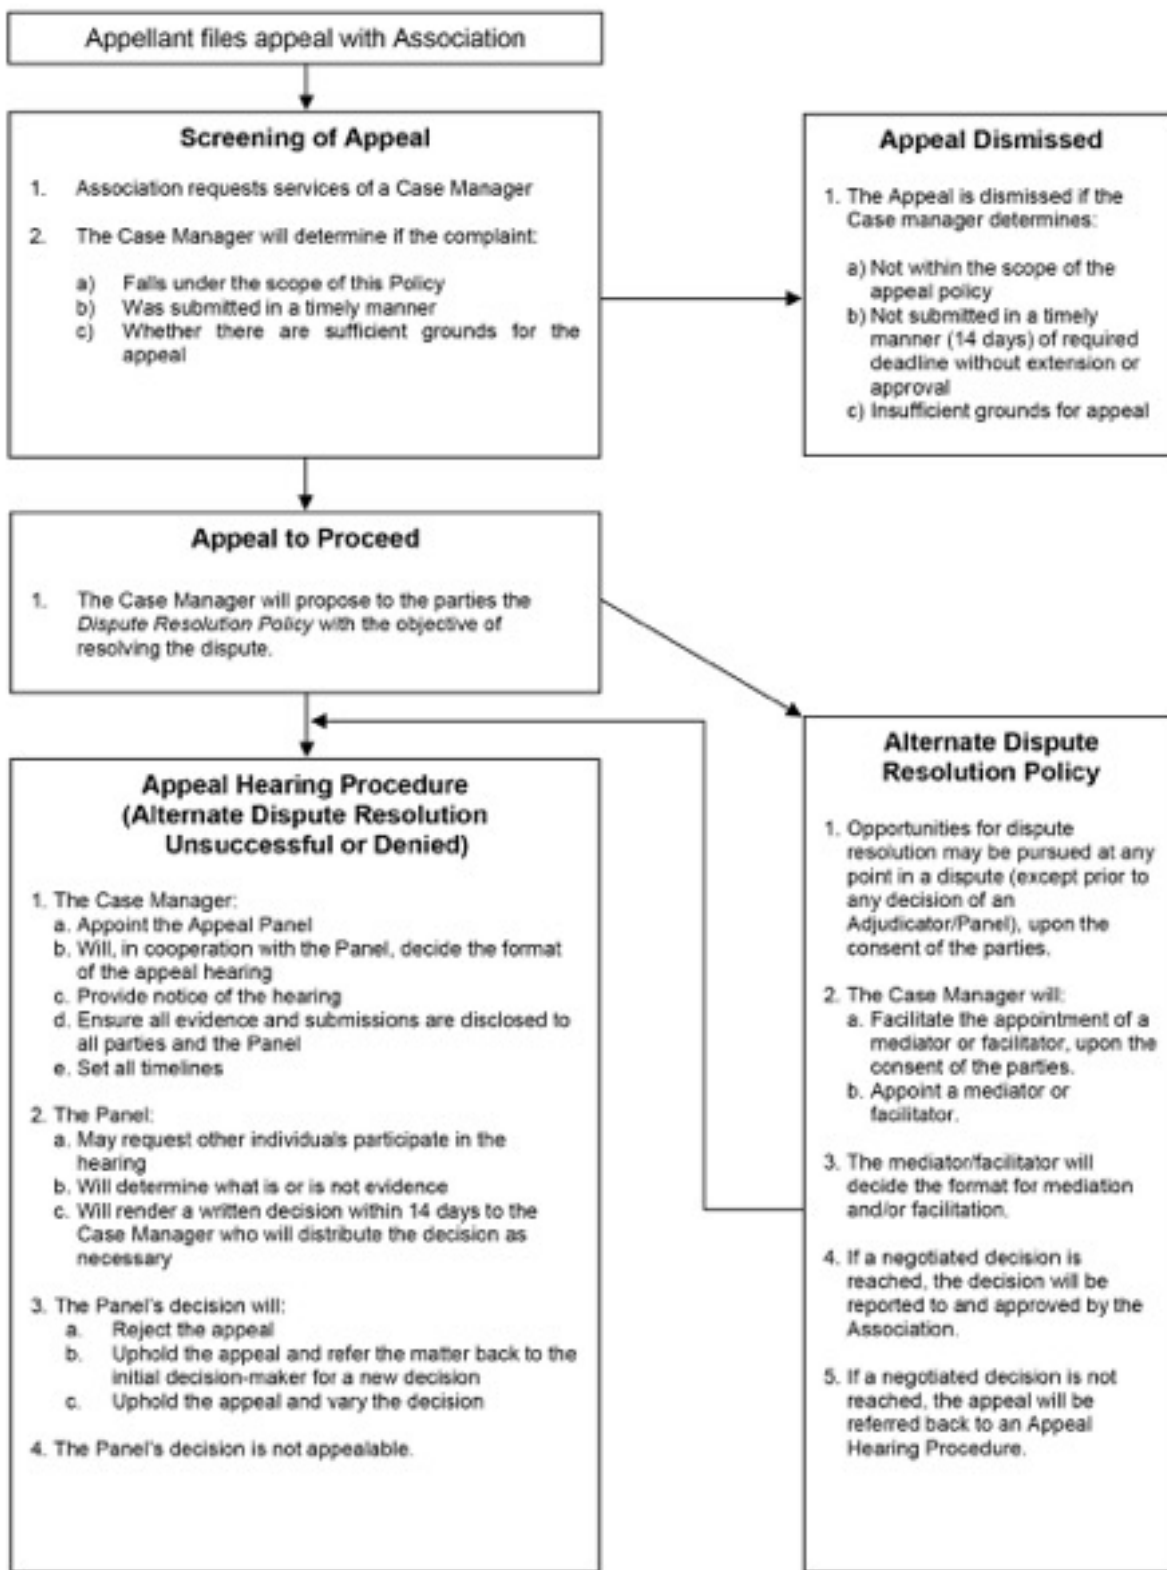 Appellant files appeal with Association
Screening of Appeal
1. Association requests services of a Case Manager
2. The Case Manager will determine if the complaint:
a) Falls under the scope of this Policy
b) Was submitted in a timely manner
c) Whether there are sufficient grounds for the
appeal
Appeal Dismissed
1. The Appeal is dismissed if the
Case manager determines:
a) Not within the scope of the
appeal policy
b) Not submitted in a timely
manner (14 days) of required
deadline without extension or
approval
c) Insufficient grounds for appeal
Appeal to Proceed
1. The Case Manager will propose to the parties the
Dispute Resolution Policy with the objective of
resolving the dispute.
Appeal Hearing Procedure
(Alternate Dispute Resolution
Unsuccessful or Denied)
1. The Case Manager:
a. Appoint the Appeal Panel
b. Will, in cooperation with the Panel, decide the format
of the appeal hearing
c. Provide notice of the hearing
d. Ensure all evidence and submissions are disclosed to
all parties and the Panel
e. Set all timelines
2. The Panel:
a. May request other individuals participate in the
hearing
b. Will determine what is or is not evidence
c. Will render a written decision within 14 days to the
Case Manager who will distribute the decision as
necessary
3. The Panel's decision will:
a. Reject the appeal
b. Uphold the appeal and refer the matter back to the
initial decision-maker for a new decision
c. Uphold the appeal and vary the decision
4. The Panel's decision is not appealable.
Alternate Dispute
Resolution Policy
1. Opportunities for dispute
resolution may be pursued at any
point in a dispute (except prior to
any decision of an
Adjudicator/Panel), upon the
consent of the parties.
2. The Case Manager will:
a. Facilitate the appointment of a
mediator or facilitator, upon the
consent of the parties.
b. Appoint a mediator or
facilitator.
3. The mediator/facilitator will
decide the format for mediation
and/or facilitation.
4. If a negotiated decision is
reached, the decision will be
reported to and approved by the
Association.
5. If a negotiated decision is not
reached, the appeal will be
referred back to an Appeal
Hearing Procedure.